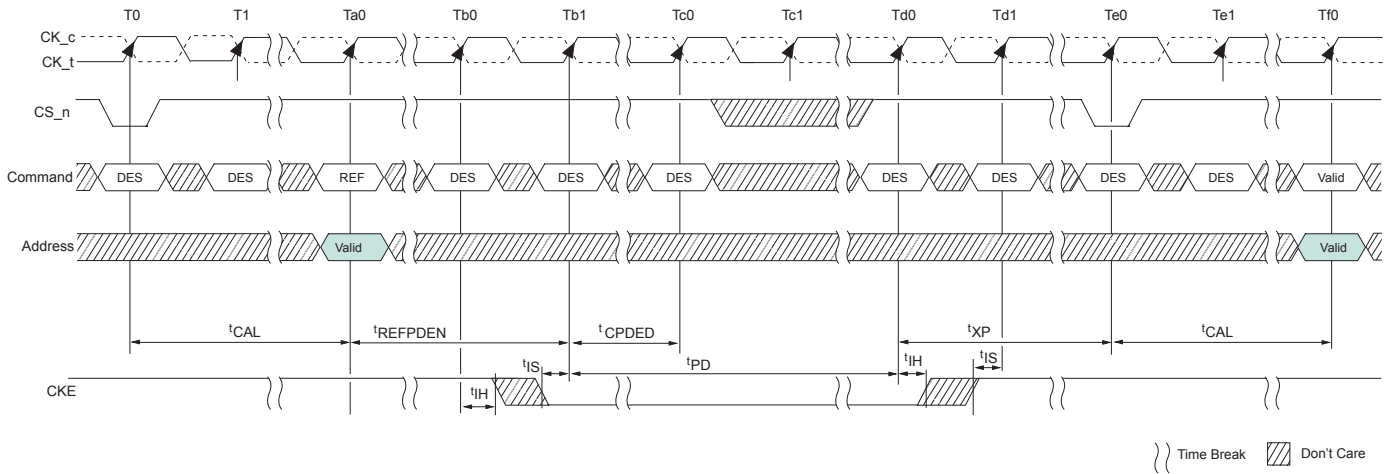 T0 T1 Ta0 Tb0 Tb1 Tc0 Tc1 Td0 Td1 Te0 Te1 Tf0
CK_c
CK_t
CS_n
Command DES DES REF DES DES DES DES DES DES DES Valid
Address Valid Valid
tCAL tREFPDEN tCPDED tXP tCAL
tIS tPD tIH tIS
CKE tIH
Time Break Don't Care